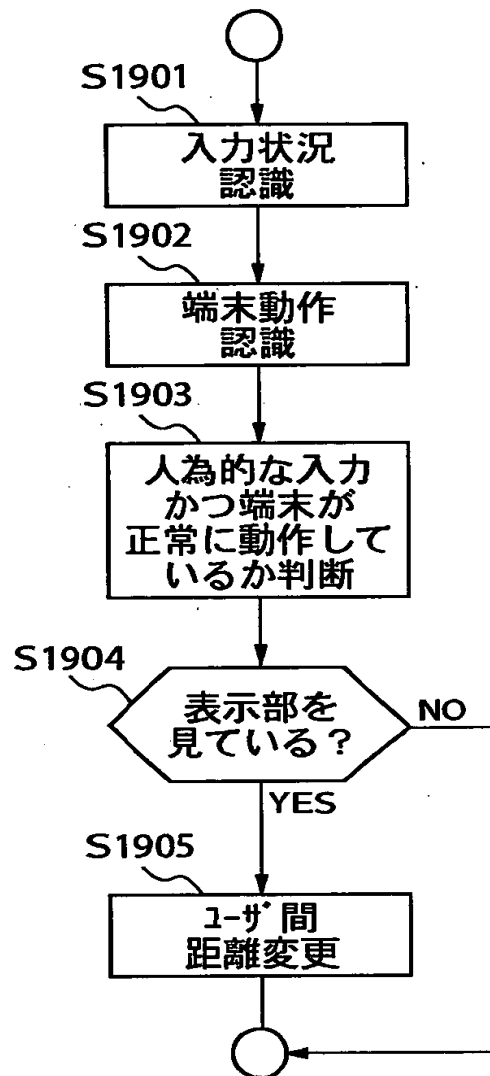 S1901
入力状況
認識
S1902
端末動作
認識
S1903
人為的な入力
かつ端末が
正常に動作して
いるか判断
S1904
表示部を
見ている？
NO
YES
S1905
ﾕｰｻﾞ間
距離変更